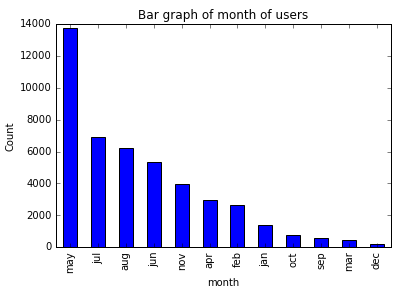 Bar graph of month of users
14000
12000
10000
8000
6000
4000
2000
0
Count
may jul aug jun nov apr feb jan oct sep mar dec
month